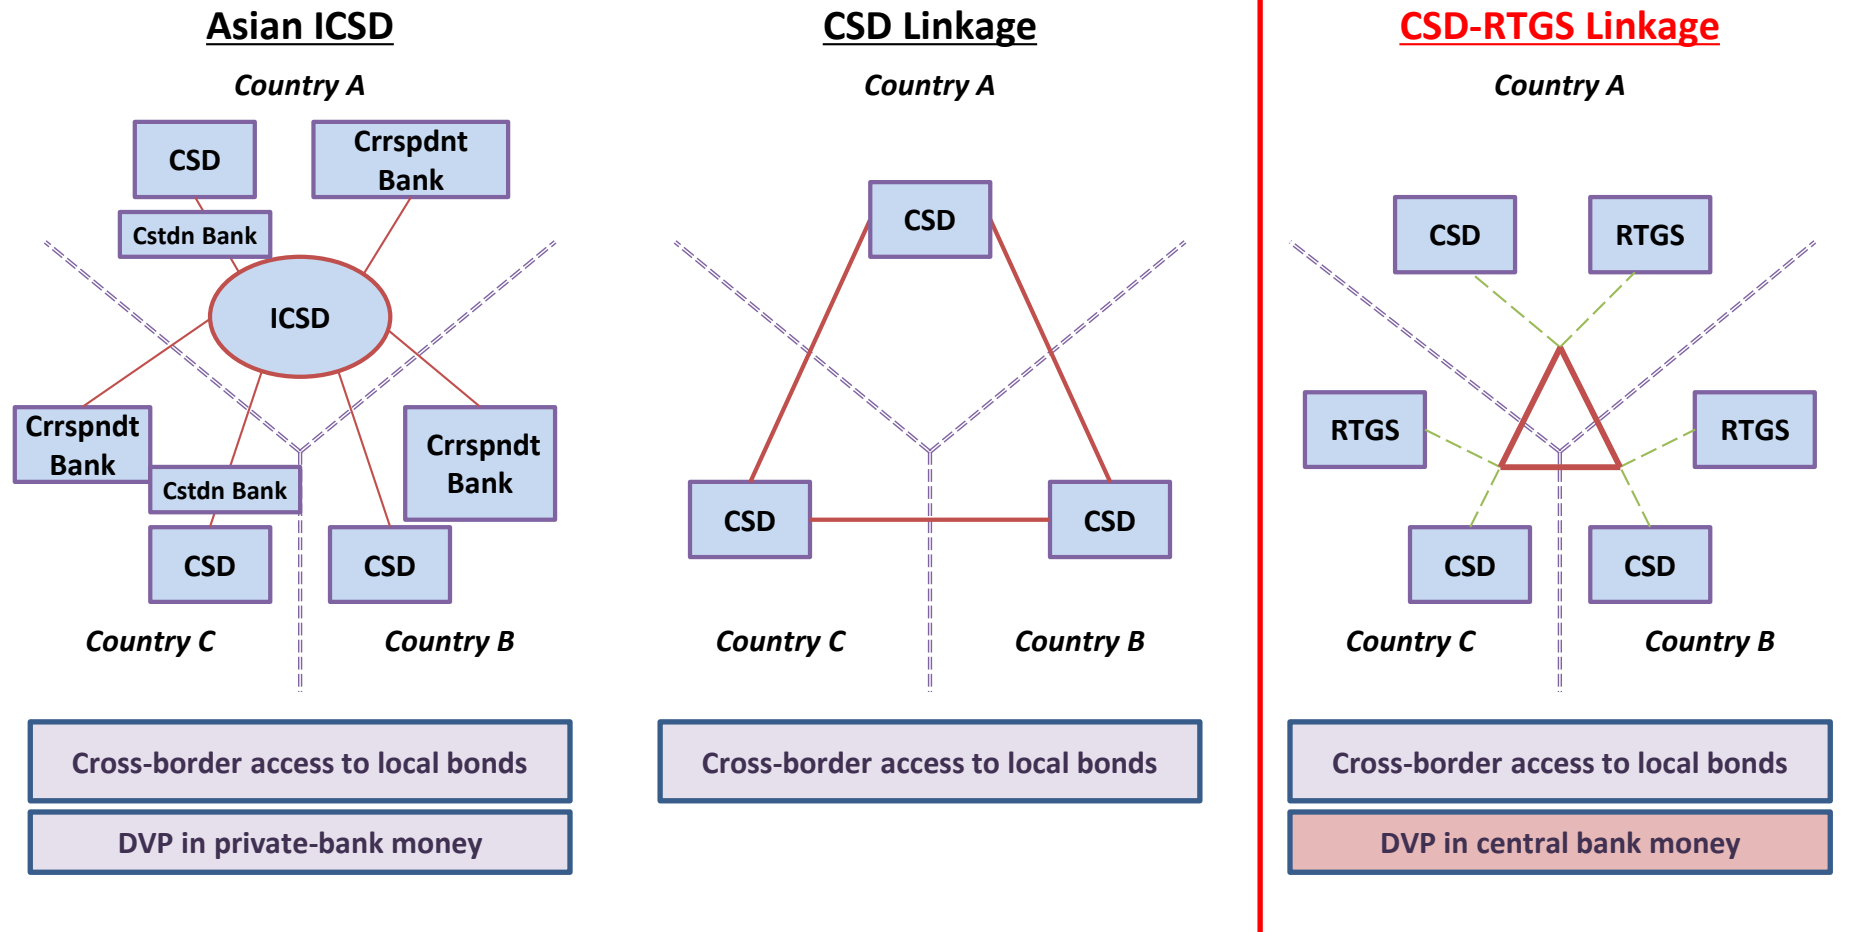 Asian ICSD
Country A
CSD
Crrspdnt
Bank
Cstdn Bank
ICSD
Crrspndt
Bank
Crrspndt
Bank
Cstdn Bank
CSD
CSD
Country C
Country B
Cross-border access to local bonds
DVP in private-bank money
CSD Linkage
Country A
CSD
CSD
CSD
Country C
Country B
Cross-border access to local bonds
CSD-RTGS Linkage
Country A
CSD
RTGS
RTGS
RTGS
CSD
CSD
Country C
Country B
Cross-border access to local bonds
DVP in central bank money